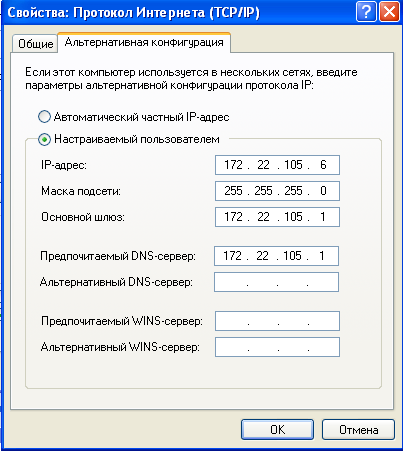 Свойства: Протокол Интернета (TCP/IP)
Общие Альтернативная конфигурация
Если этот компьютер используется в нескольких сетях, введите
параметры альтернативной конфигурации протокола IP:
Автоматический частный IP-адрес
Настраиваемый пользователем
IP-адрес: 172 . 22 . 105 . 6
Маска подсети: 255 . 255 . 255 . 0
Основной шлюз: 172 . 22 . 105 . 1
Предпочитаемый DNS-сервер: 172 . 22 . 105 . 1
Альтернативный DNS-сервер: . . .
Предпочитаемый WINS-сервер: . . .
Альтернативный WINS-сервер: . . .
OK Отмена